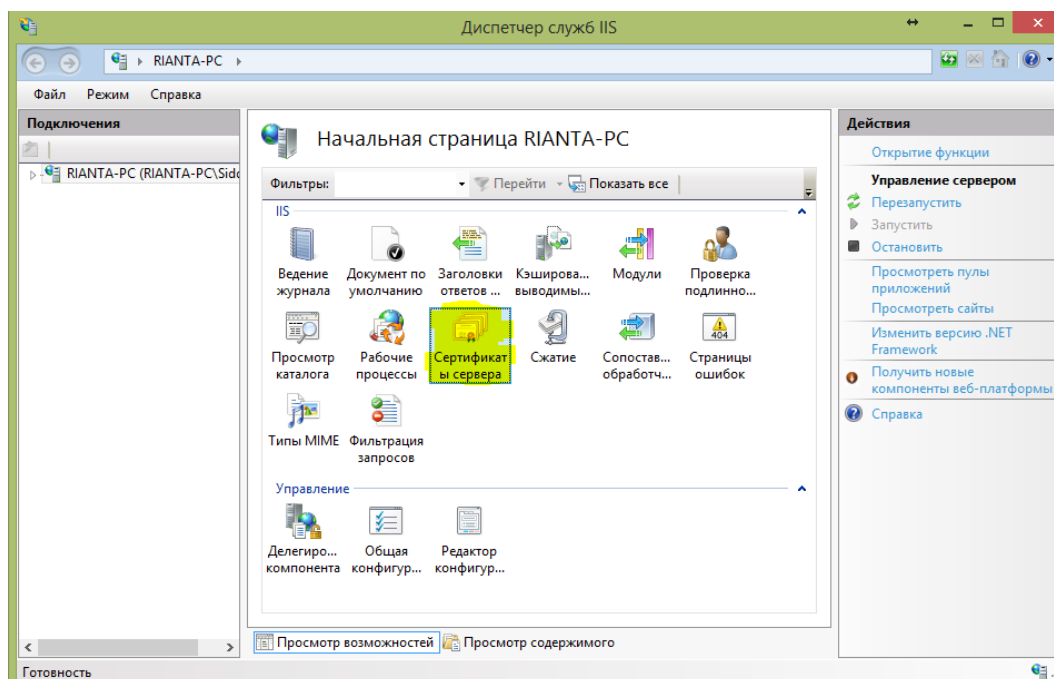 Диспетчер служб IIS
RIANTA-PC
Файл Режим Справка
Подключения
RIANTA-PC (RIANTA-PC\Sido
Начальная страница RIANTA-PC
Фильтры: Перейти Показать все
IIS
Ведение журнала
Документ по умолчанию
Заголовки ответов ...
Кэширова... выводимы...
Модули
Проверка подлинно...
Просмотр каталога
Рабочие процессы
Сертификат
ы сервера
Сжатие
Сопостав... обработч...
404
Страницы ошибок
Типы MIME
Фильтрация запросов
Управление
Делегиро... компонента
Общая конфигур...
Редактор конфигур...
Просмотр возможностей Просмотр содержимого
Действия
Открытие функции
Управление сервером
Перезапустить
Запустить
Остановить
Просмотреть пулы
приложений
Просмотреть сайты
Изменить версию .NET
Framework
Получить новые
компоненты веб-платформы
Справка
Готовность